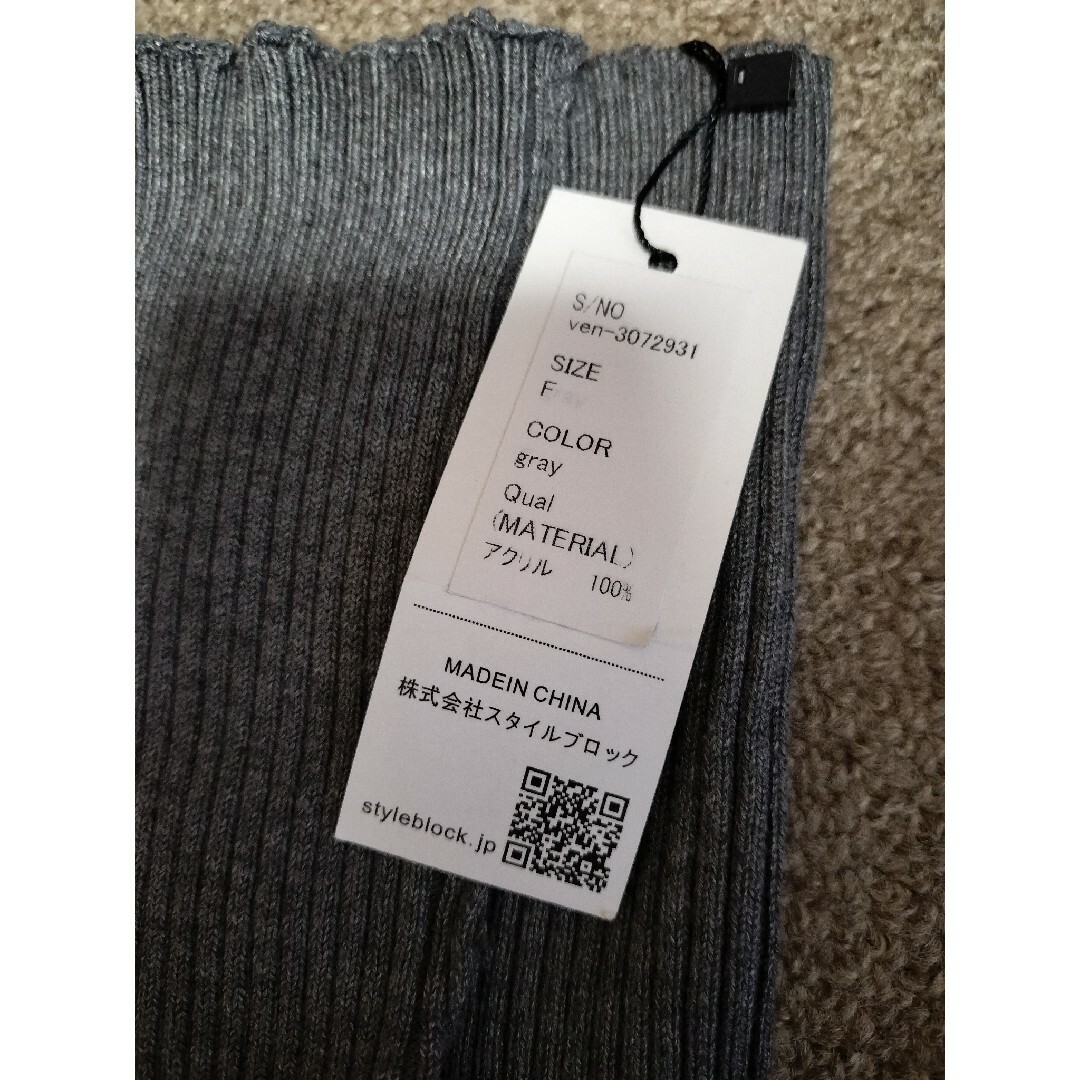 S/NO
ven-3072931
SIZE
F
COLOR
gray
Qual
(MATERIAL)
アクリル 100%
MADEIN CHINA
株式会社スタイルブロック
styleblock.jp